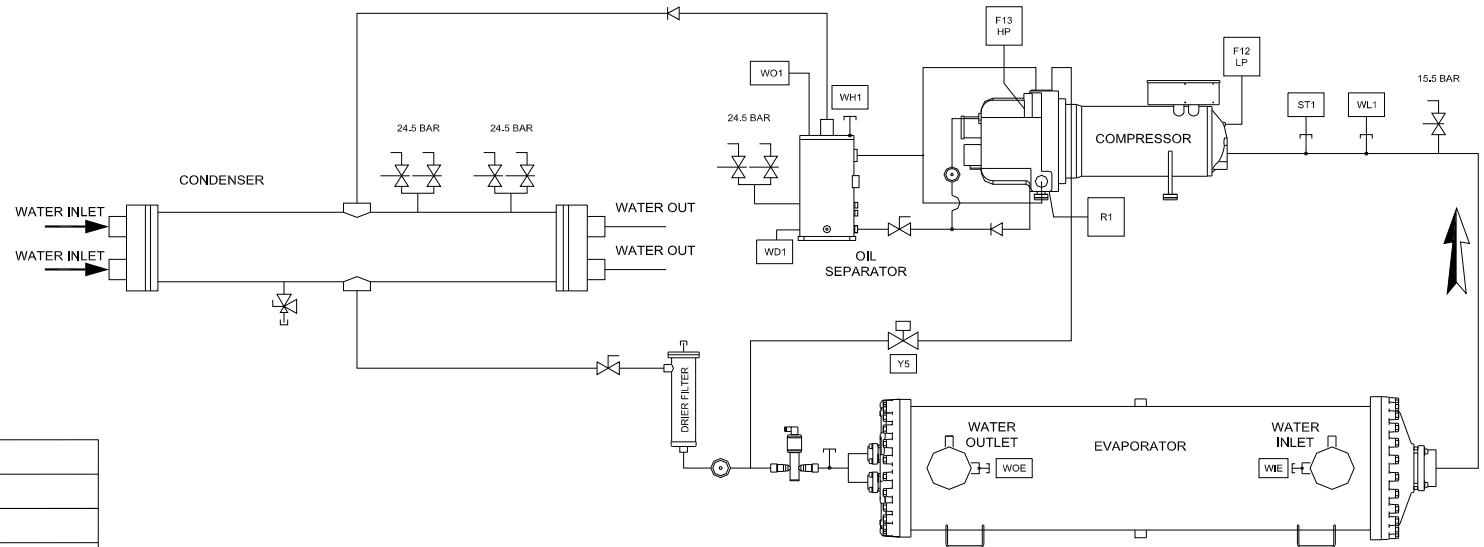 F13
HP
F12
LP
WO1
WH1
ST1
WL1
15.5 BAR
24.5 BAR
24.5 BAR
24.5 BAR
COMPRESSOR
CONDENSER
WATER INLET
WATER OUT
R1
WATER INLET
WATER OUT
WD1
OIL
SEPARATOR
Y5
DRIER FILTER
WATER
OUTLET
EVAPORATOR
WATER
INLET
WOE
WIE